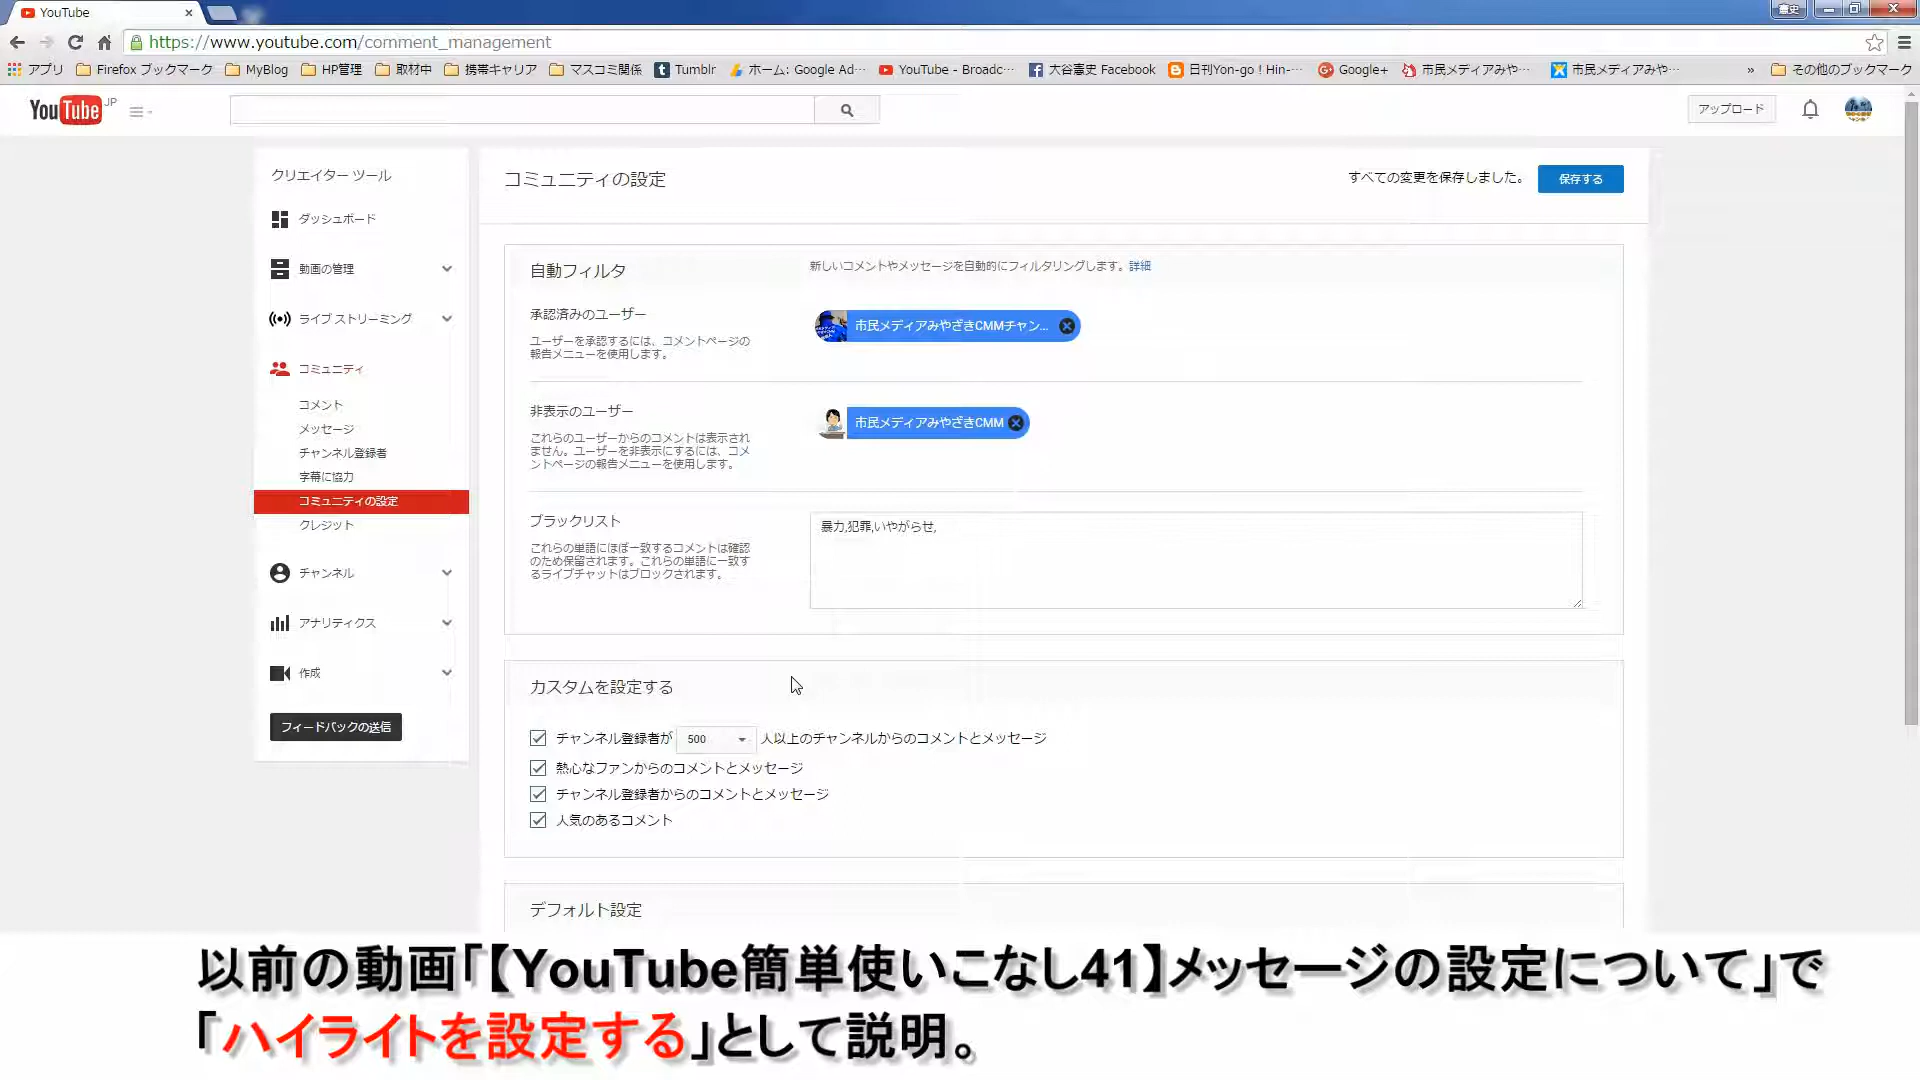 YouTube
憲史
https://www.youtube.com/comment_management
アプリ Firefox ブックマーク MyBlog HP管理 取材中 携帯キャリア マスコミ関係 Tumblr ホーム: Google Ad… YouTube - Broadc… 大谷憲史 Facebook 日刊Yon-go ! Hin-… Google+ 市民メディアみや… 市民メディアみや… » その他のブックマーク
YouTube JP
アップロード
クリエイター ツール
ダッシュボード
動画の管理
ライブ ストリーミング
コミュニティ
コメント
メッセージ
チャンネル登録者
字幕に協力
コミュニティの設定
クレジット
チャンネル
アナリティクス
作成
フィードバックの送信
コミュニティの設定
すべての変更を保存しました。 保存する
自動フィルタ
新しいコメントやメッセージを自動的にフィルタリングします。詳細
承認済みのユーザー
ユーザーを承認するには、コメントページの
報告メニューを使用します。
市民メディアみやざきCMMチャン...
非表示のユーザー
これらのユーザーからのコメントは表示され
ません。ユーザーを非表示にするには、コメ
ントページの報告メニューを使用します。
市民メディアみやざきCMM
ブラックリスト
これらの単語にほぼ一致するコメントは確認
のため保留されます。これらの単語に一致す
るライブチャットはブロックされます。
暴力,犯罪,いやがらせ,
カスタムを設定する
チャンネル登録者が 500 人以上のチャンネルからのコメントとメッセージ
熱心なファンからのコメントとメッセージ
チャンネル登録者からのコメントとメッセージ
人気のあるコメント
デフォルト設定
以前の動画「【YouTube簡単使いこなし41】メッセージの設定について」で
「ハイライトを設定する」として説明。